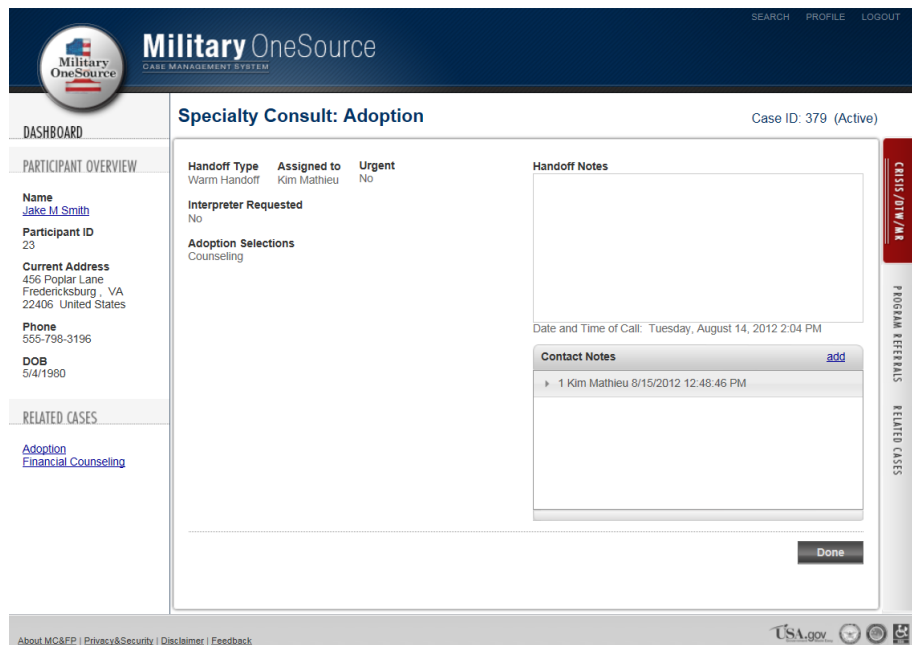 SEARCH PROFILE LOGOUT
Military OneSource
CASE MANAGEMENT SYSTEM
Military
OneSource
DASHBOARD
PARTICIPANT OVERVIEW
Name
Jake M Smith
Participant ID
23
Current Address
456 Poplar Lane
Fredericksburg , VA
22406 United States
Phone
555-798-3196
DOB
5/4/1980
RELATED CASES
Adoption
Financial Counseling
Specialty Consult: Adoption
Case ID: 379 (Active)
Handoff Type Assigned to Urgent
Warm Handoff Kim Mathieu No
Interpreter Requested
No
Adoption Selections
Counseling
Handoff Notes
Date and Time of Call: Tuesday, August 14, 2012 2:04 PM
Contact Notes add
1 Kim Mathieu 8/15/2012 12:48:46 PM
Done
CRISIS/DTW/MR
PROGRAM REFERRALS
RELATED CASES
About MC&FP | Privacy&Security | Disclaimer | Feedback
USA.gov